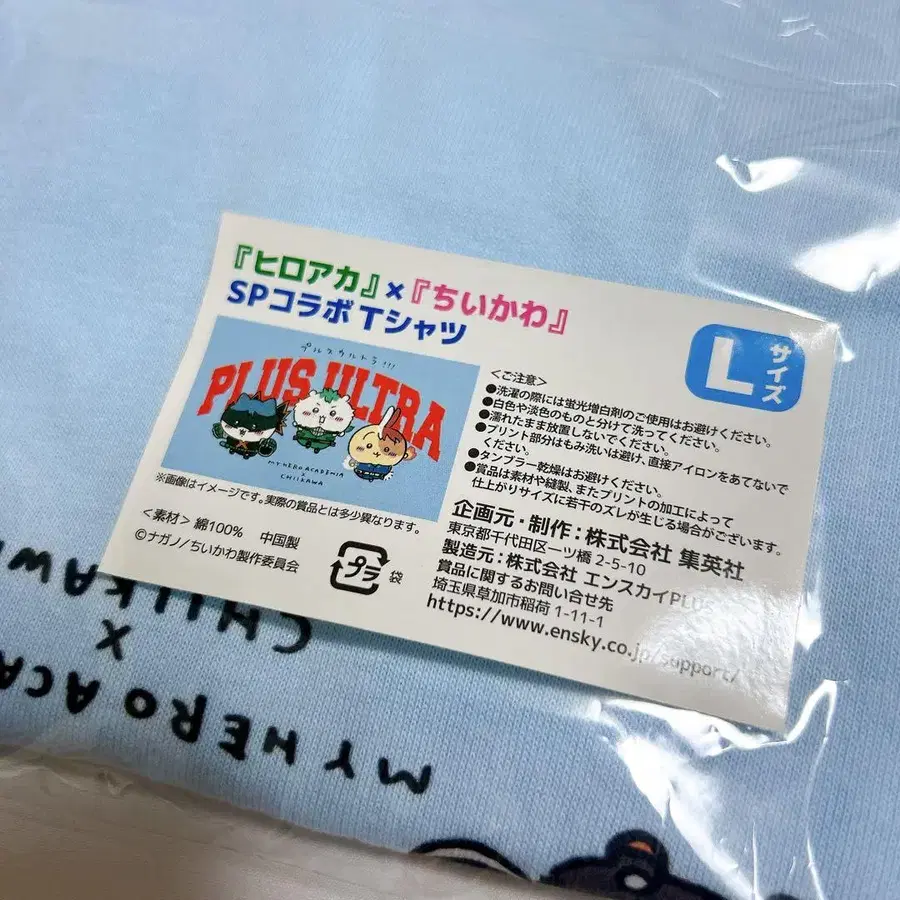 『ヒロアカ』×『ちいかわ』
SPコラボTシャツ
Lサイズ
プルスウルトラ!!!
PLUS ULTRA
MY HERO ACADEMIA
×
CHIIKAWA
※画像はイメージです。実際の賞品とは多少異なります。
＜素材＞ 綿100%　中国製
©ナガノ/ちいかわ製作委員会
プラ 袋
＜ご注意＞
●洗濯の際には蛍光増白剤のご使用はお避けください。
●白色や淡色のものと分けて洗ってください。
●濡れたまま放置しないでください。
●プリント部分はもみ洗いは避け、直接アイロンをあてないで
ください。
●タンブラー乾燥はお避けください。
●賞品は素材や縫製、またプリントの加工によって
仕上がりサイズに若干のズレが生じる場合がございます。
企画元・制作：株式会社 集英社
東京都千代田区一ツ橋 2-5-10
製造元：株式会社 エンスカイPLUS
賞品に関するお問い合せ先
埼玉県草加市稲荷 1-11-1
https://www.ensky.co.jp/support/
MY HERO ACA
×
CHIIKAW